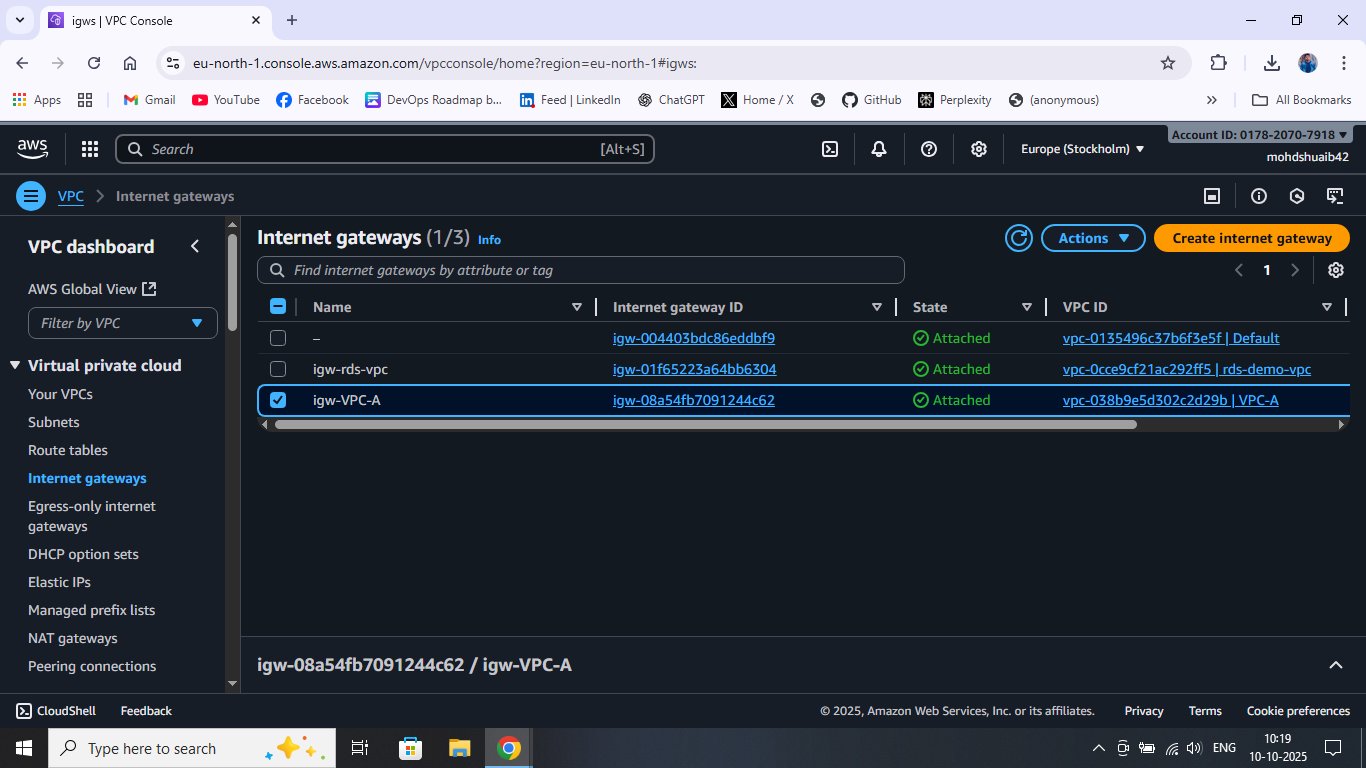 igws | VPC Console
eu-north-1.console.aws.amazon.com/vpcconsole/home?region=eu-north-1#igws:
Apps Gmail YouTube Facebook DevOps Roadmap b... Feed | LinkedIn ChatGPT Home / X GitHub Perplexity (anonymous) » All Bookmarks
aws Search [Alt+S] Europe (Stockholm) Account ID: 0178-2070-7918
mohdshuaib42
VPC Internet gateways
VPC dashboard
AWS Global View
Filter by VPC
Virtual private cloud
Your VPCs
Subnets
Route tables
Internet gateways
Egress-only internet
gateways
DHCP option sets
Elastic IPs
Managed prefix lists
NAT gateways
Peering connections
Internet gateways (1/3) Info Actions Create internet gateway
Find internet gateways by attribute or tag 1
Name Internet gateway ID State VPC ID
– igw-004403bdc86eddbf9 Attached vpc-0135496c37b6f3e5f | Default
igw-rds-vpc igw-01f65223a64bb6304 Attached vpc-0cce9cf21ac292ff5 | rds-demo-vpc
igw-VPC-A igw-08a54fb7091244c62 Attached vpc-038b9e5d302c2d29b | VPC-A
igw-08a54fb7091244c62 / igw-VPC-A
CloudShell Feedback © 2025, Amazon Web Services, Inc. or its affiliates. Privacy Terms Cookie preferences
Type here to search ENG 10:19
10-10-2025